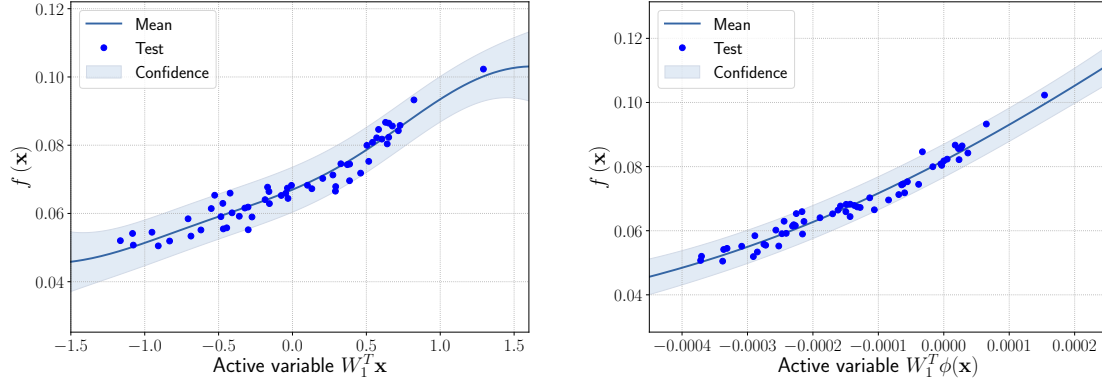 0.12
0.10
0.08
0.06
0.04
f (x)
Mean
Test
Confidence
−1.5
−1.0
−0.5
0.0
0.5
1.0
1.5
Active variable W₁ᵀx
0.12
0.10
0.08
0.06
0.04
f (x)
Mean
Test
Confidence
−0.0004
−0.0003
−0.0002
−0.0001
0.0000
0.0001
0.0002
Active variable W₁ᵀϕ(x)